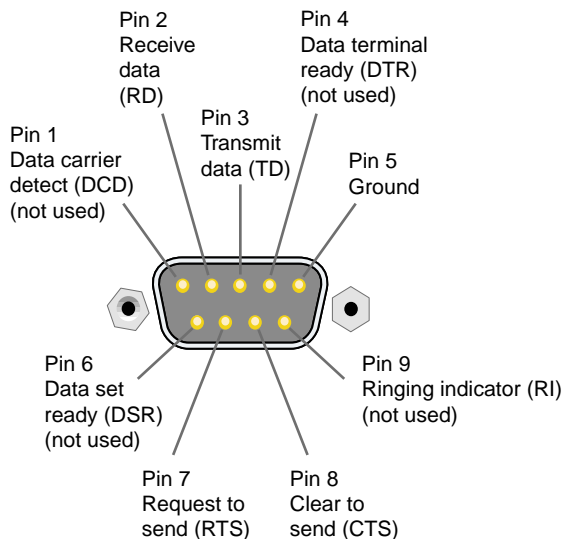 Pin 1
Data carrier
detect (DCD)
(not used)
Pin 2
Receive
data
(RD)
Pin 3
Transmit
data (TD)
Pin 4
Data terminal
ready (DTR)
(not used)
Pin 5
Ground
Pin 6
Data set
ready (DSR)
(not used)
Pin 7
Request to
send (RTS)
Pin 8
Clear to
send (CTS)
Pin 9
Ringing indicator (RI)
(not used)